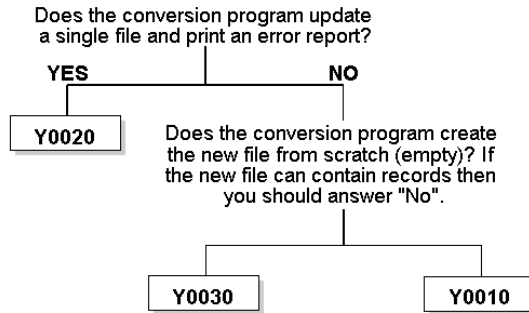 Does the conversion program update
a single file and print an error report?
YES
NO
Y0020
Does the conversion program create
the new file from scratch (empty)? If
the new file can contain records then
you should answer "No".
Y0030
Y0010